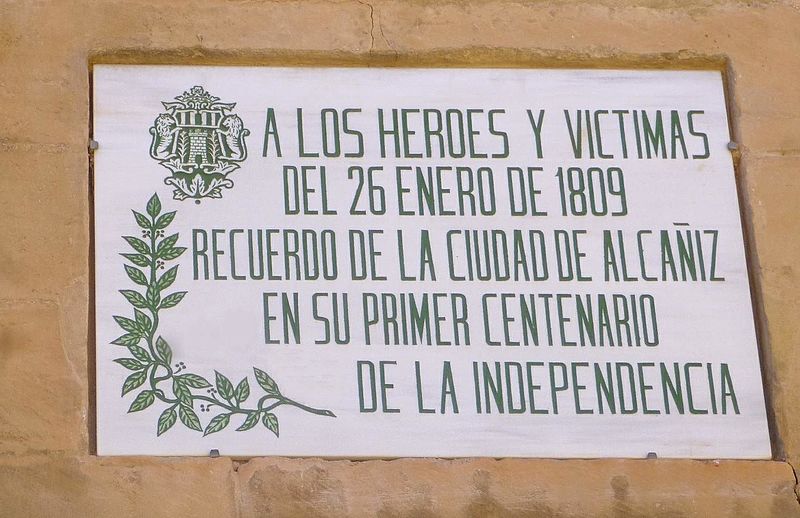 A LOS HEROES Y VICTIMAS
DEL 26 ENERO DE 1809
RECUERDO DE LA CIUDAD DE ALCAÑIZ
EN SU PRIMER CENTENARIO
DE LA INDEPENDENCIA